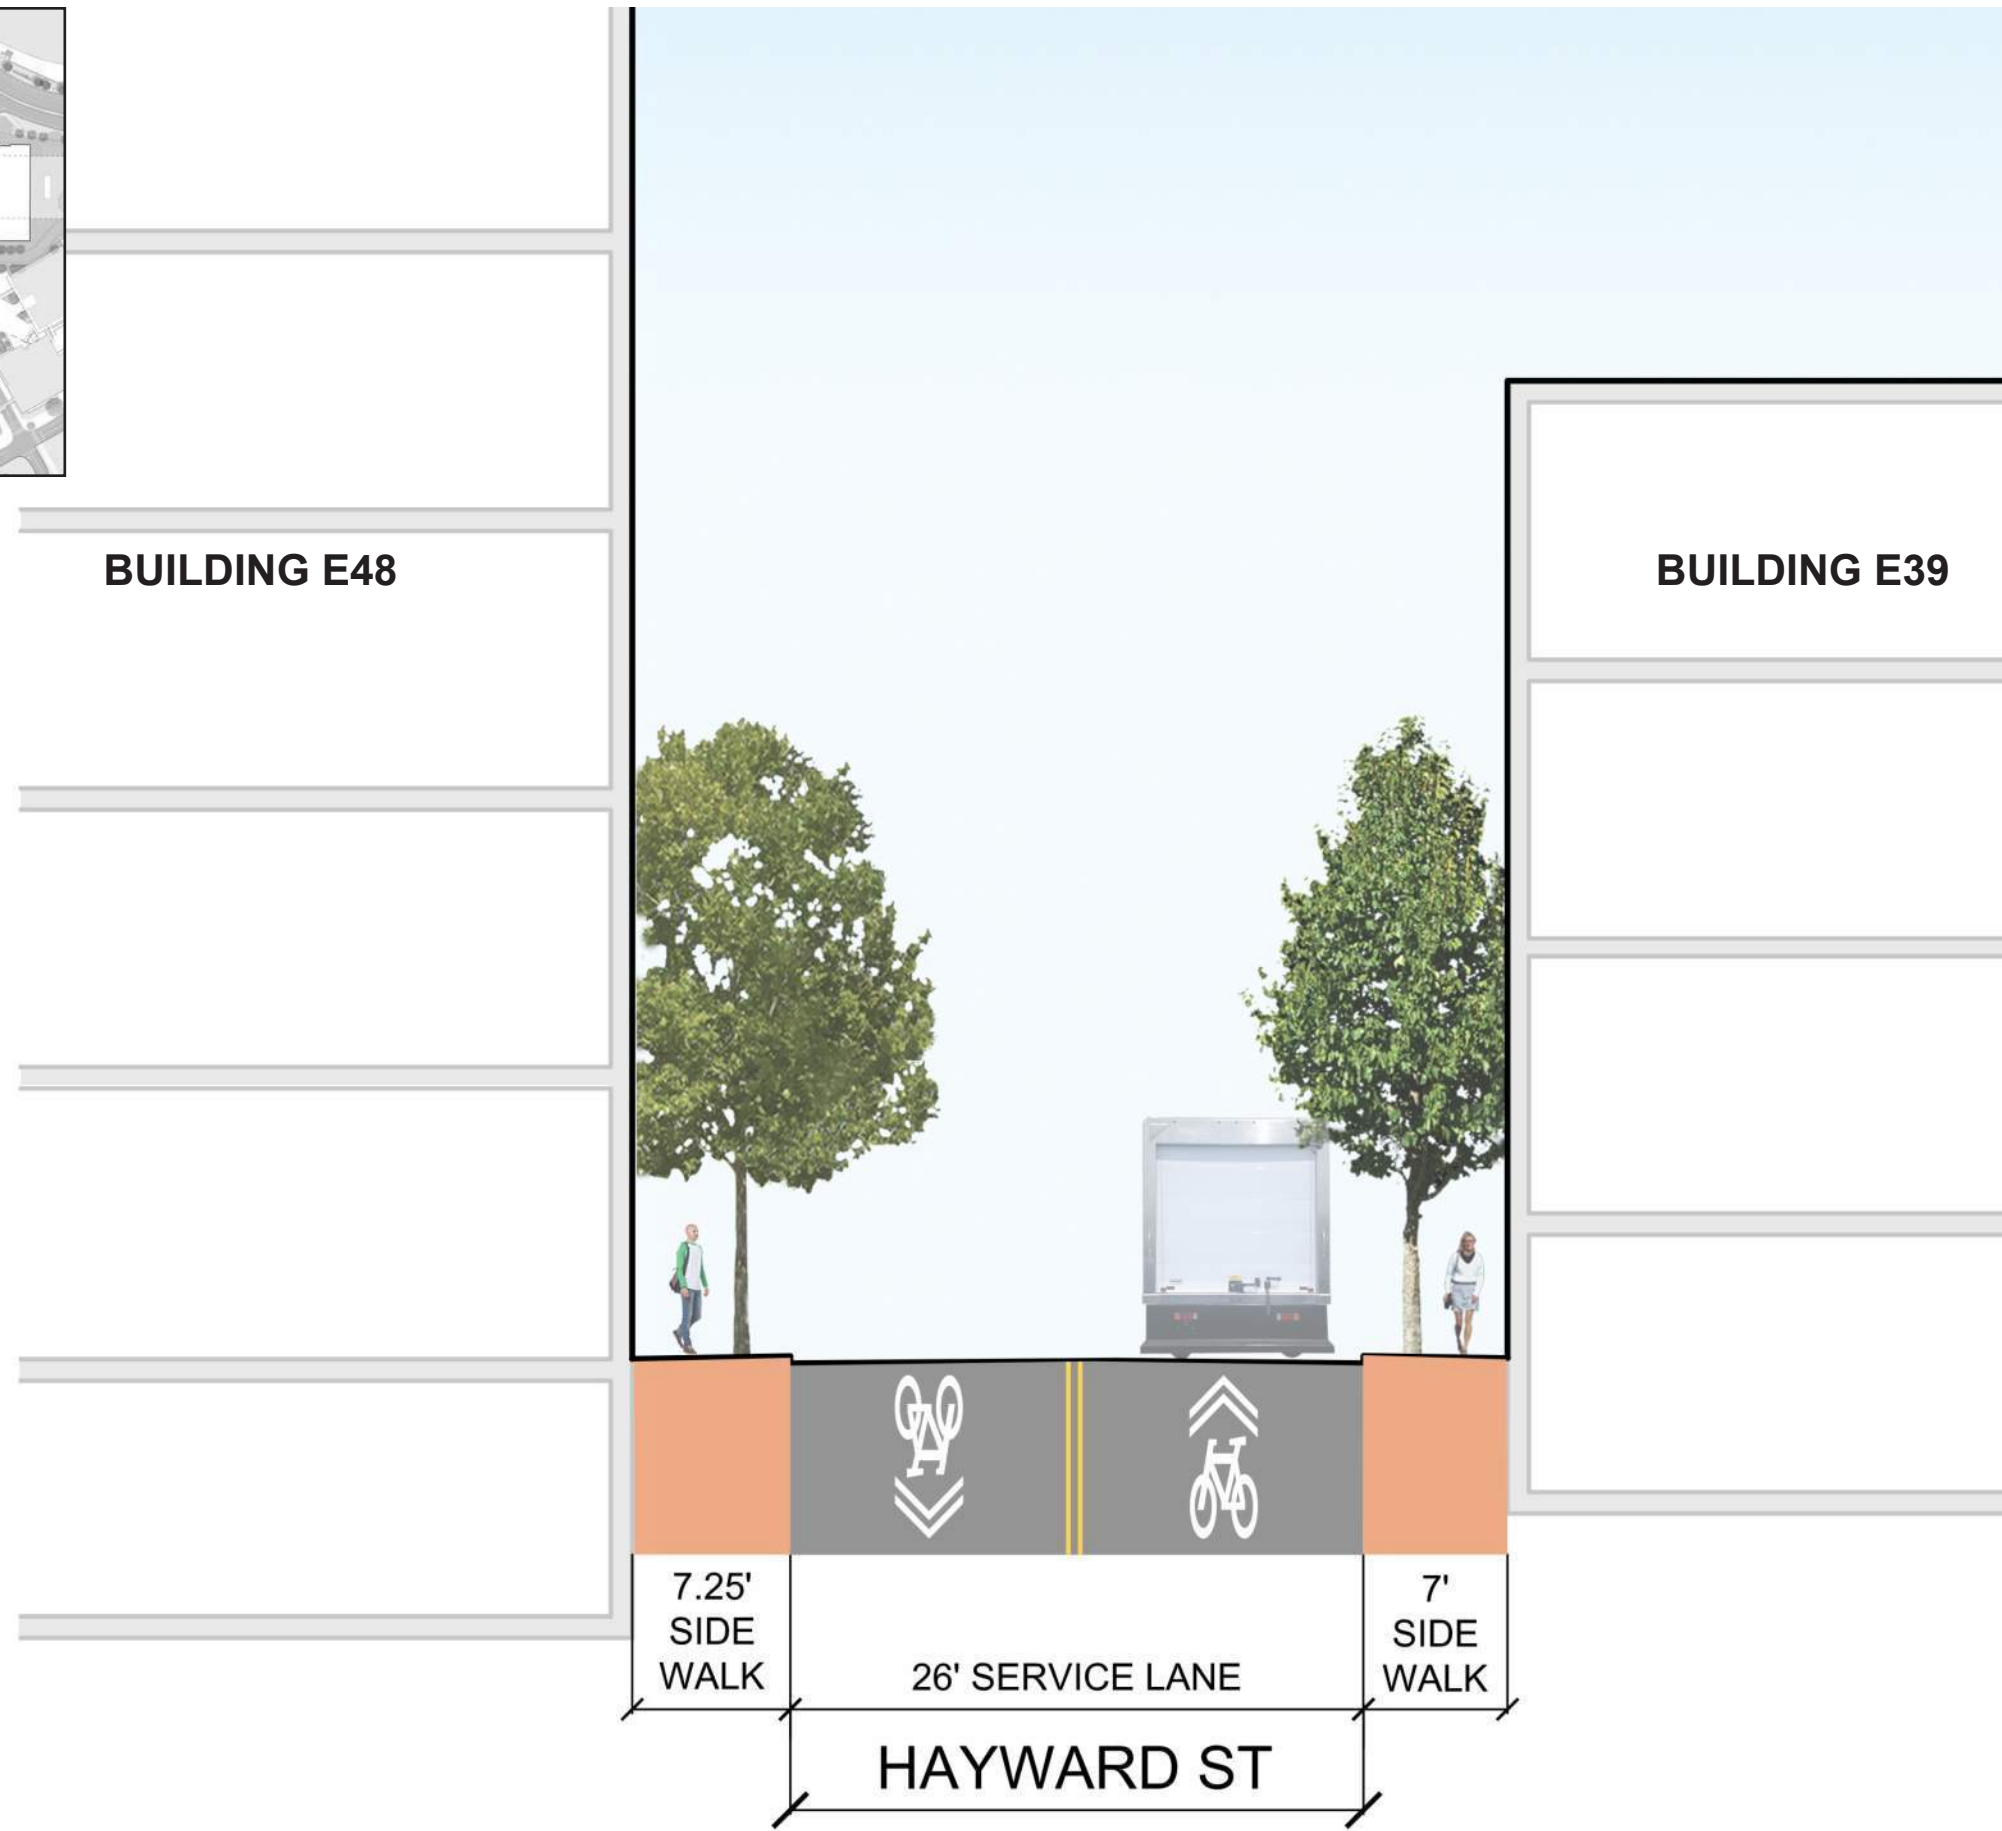 BUILDING E48
BUILDING E39
7.25'
SIDE
WALK
26' SERVICE LANE
7'
SIDE
WALK
HAYWARD ST